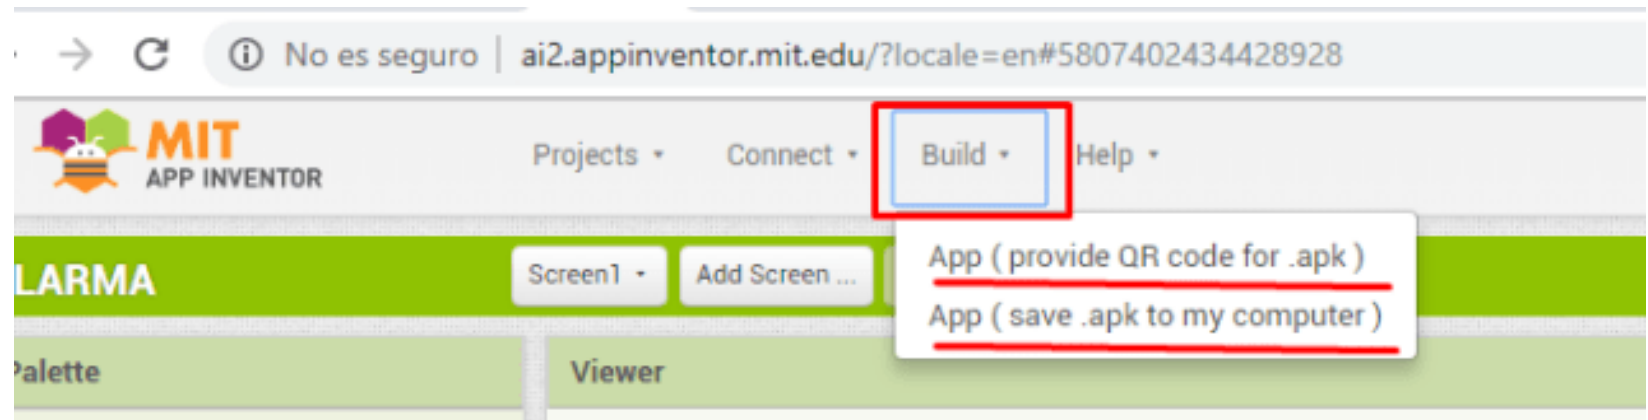 No es seguro | ai2.appinventor.mit.edu/?locale=en#5807402434428928
MIT
APP INVENTOR
Projects Connect Build Help
App ( provide QR code for .apk )
App ( save .apk to my computer )
LARMA Screen1 Add Screen ...
Palette Viewer